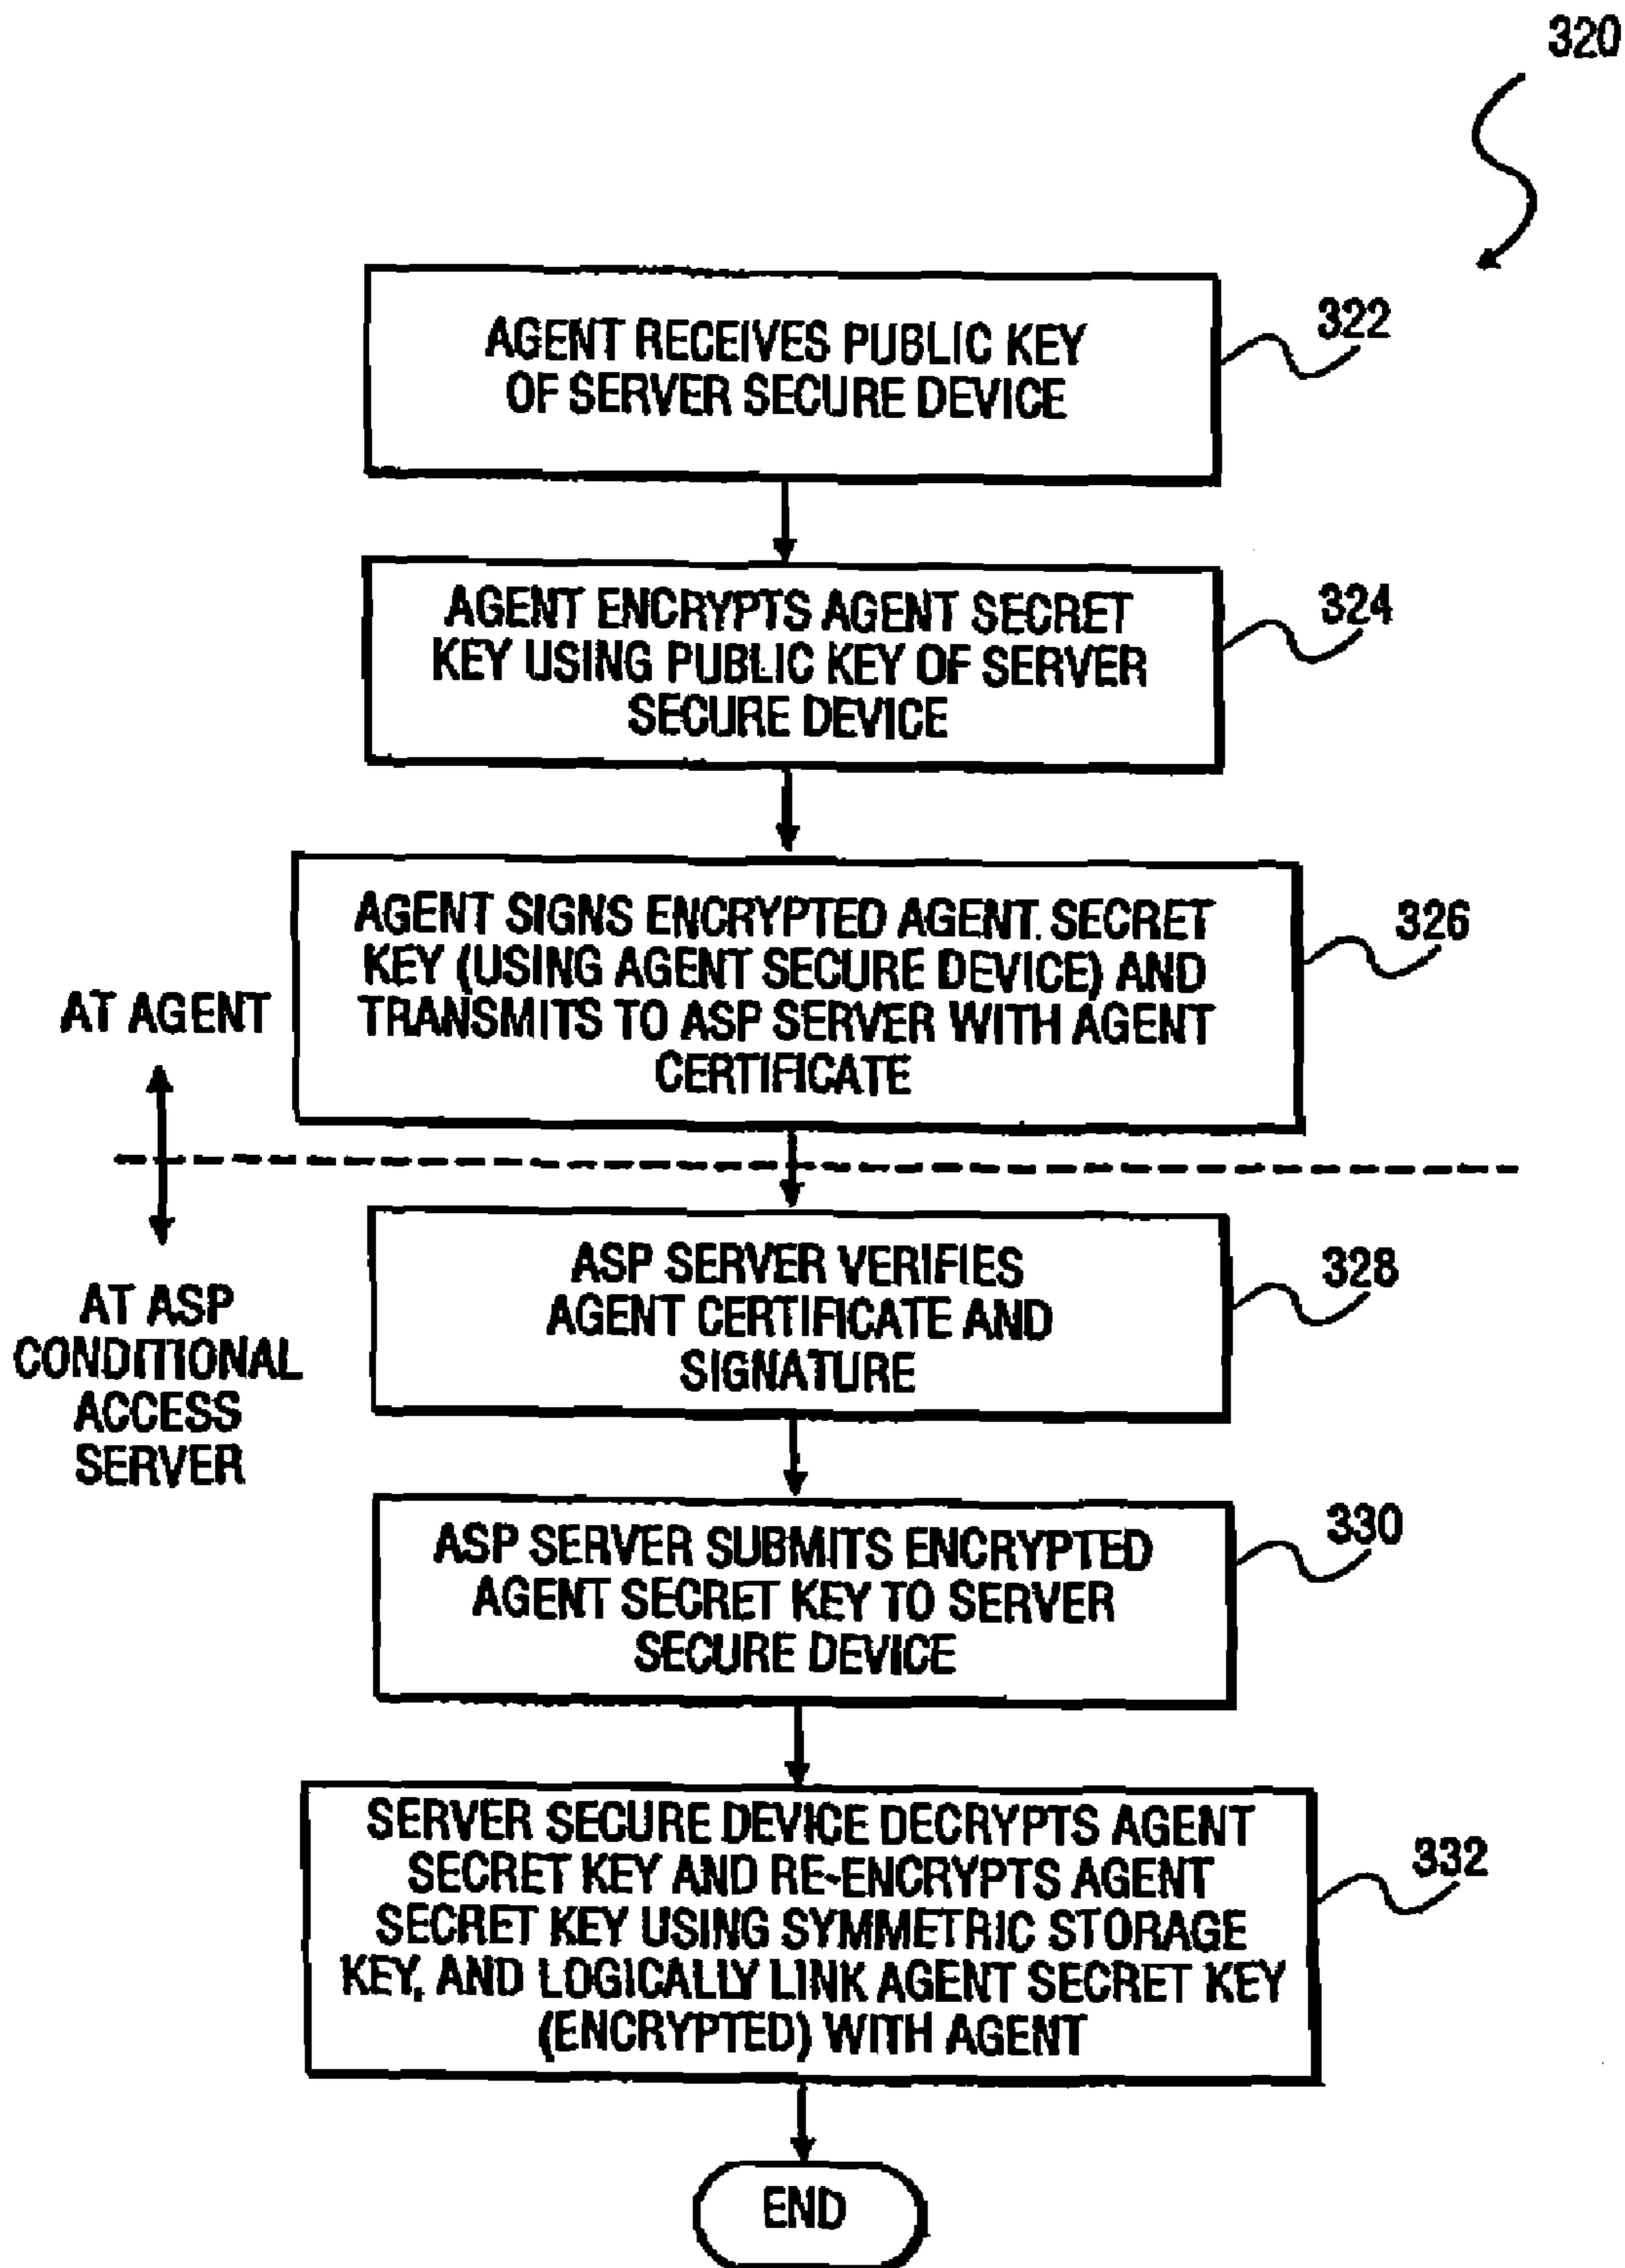 320
AGENT RECEIVES PUBLIC KEY
OF SERVER SECURE DEVICE
322
AGENT ENCRYPTS AGENT SECRET
KEY USING PUBLIC KEY OF SERVER
SECURE DEVICE
324
AGENT SIGNS ENCRYPTED AGENT. SECRET
KEY (USING AGENT SECURE DEVICE) AND
TRANSMITS TO ASP SERVER WITH AGENT
CERTIFICATE
326
AT AGENT
AT ASP
CONDITIONAL
ACCESS
SERVER
ASP SERVER VERIFIES
AGENT CERTIFICATE AND
SIGNATURE
328
ASP SERVER SUBMITS ENCRYPTED
AGENT SECRET KEY TO SERVER
SECURE DEVICE
330
SERVER SECURE DEVICE DECRYPTS AGENT
SECRET KEY AND RE-ENCRYPTS AGENT
SECRET KEY USING SYMMETRIC STORAGE
KEY, AND LOGICALLY LINK AGENT SECRET KEY
(ENCRYPTED) WITH AGENT
332
END